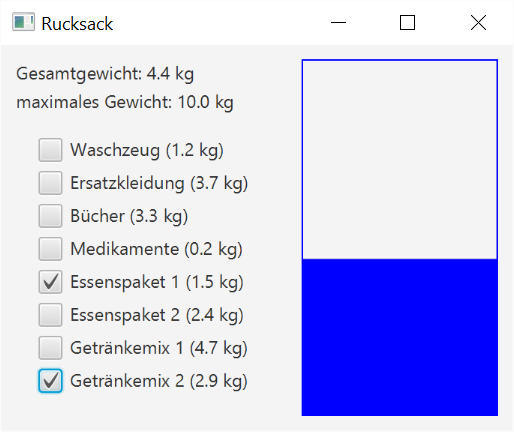 Rucksack
Gesamtgewicht: 4.4 kg
maximales Gewicht: 10.0 kg
Waschzeug (1.2 kg)
Ersatzkleidung (3.7 kg)
Bücher (3.3 kg)
Medikamente (0.2 kg)
Essenspaket 1 (1.5 kg)
Essenspaket 2 (2.4 kg)
Getränkemix 1 (4.7 kg)
Getränkemix 2 (2.9 kg)